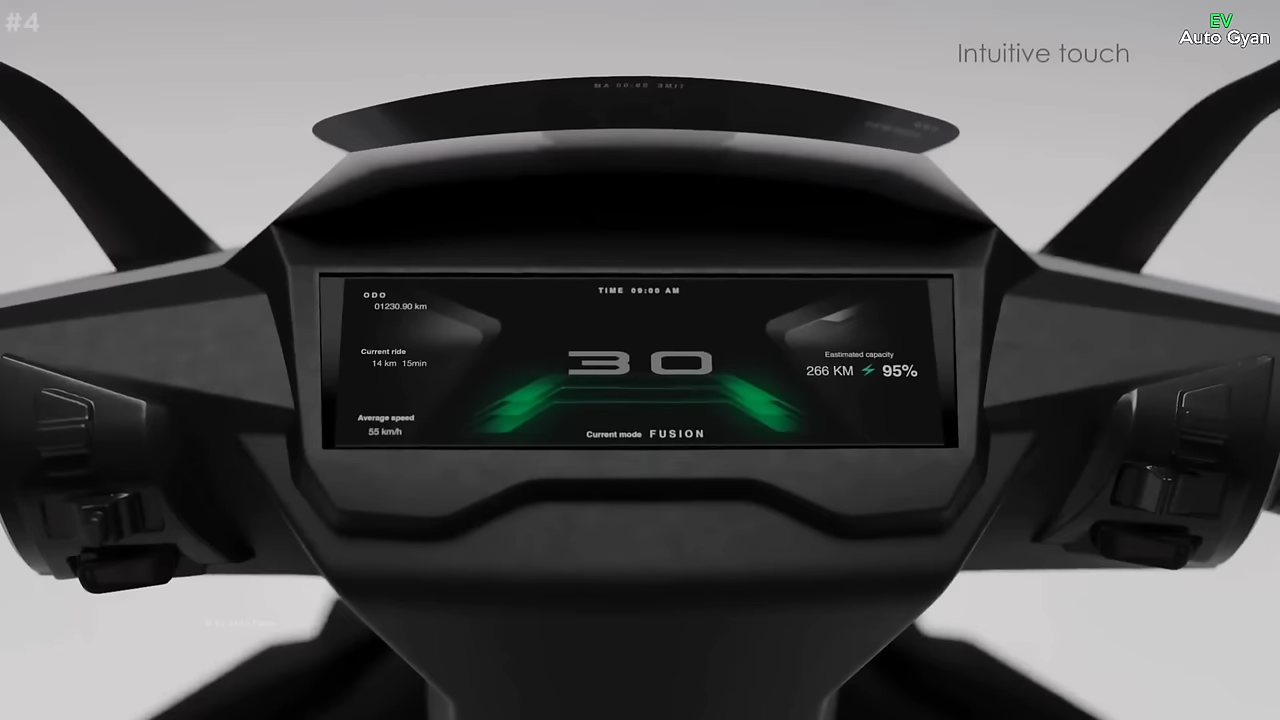 #4
EV
Auto Gyan
Intuitive touch
TIME 09:00 AM
ODO
01230.90 km
Current ride
14 km 15min
Average speed
55 km/h
30
Eastimated capacity
266 KM 95%
Current mode FUSION